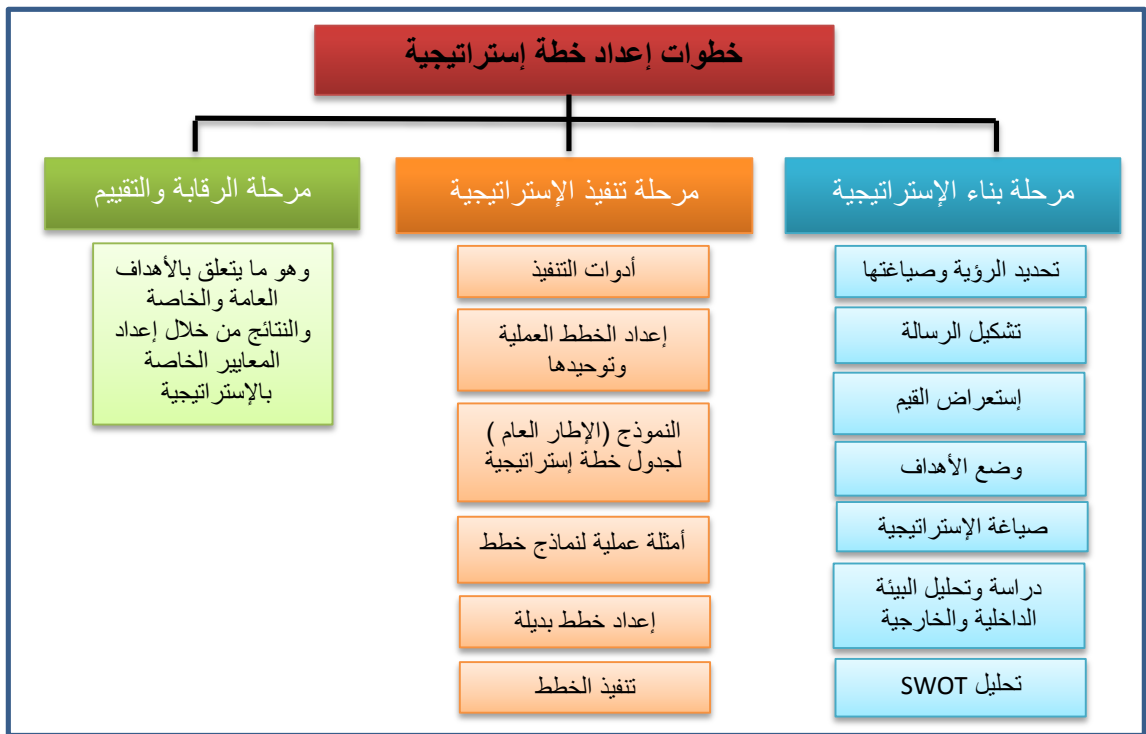 خطوات إعداد خطة إستراتيجية
مرحلة بناء الإستراتيجية
تحديد الرؤية وصياغتها
تشكيل الرسالة
إستعراض القيم
وضع الأهداف
صياغة الإستراتيجية
دراسة وتحليل البيئة
الداخلية والخارجية
تحليل SWOT
مرحلة تنفيذ الإستراتيجية
أدوات التنفيذ
إعداد الخطط العملية
وتوحيدها
النموذج (الإطار العام )
لجدول خطة إستراتيجية
أمثلة عملية لنماذج خطط
إعداد خطط بديلة
تنفيذ الخطط
مرحلة الرقابة والتقييم
وهو ما يتعلق بالأهداف
العامة والخاصة
والنتائج من خلال إعداد
المعايير الخاصة
بالإستراتيجية